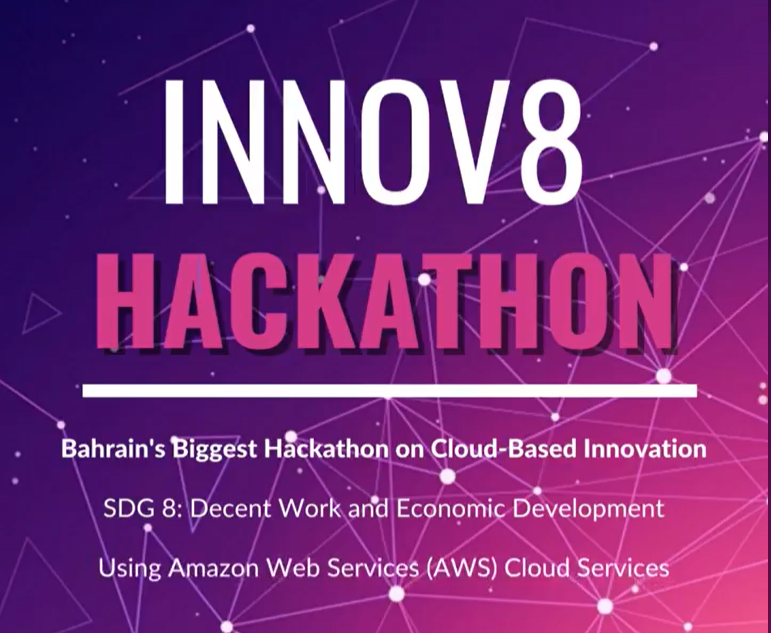 INNOV8
HACKATHON
Bahrain's Biggest Hackathon on Cloud-Based Innovation
SDG 8: Decent Work and Economic Development
Using Amazon Web Services (AWS) Cloud Services